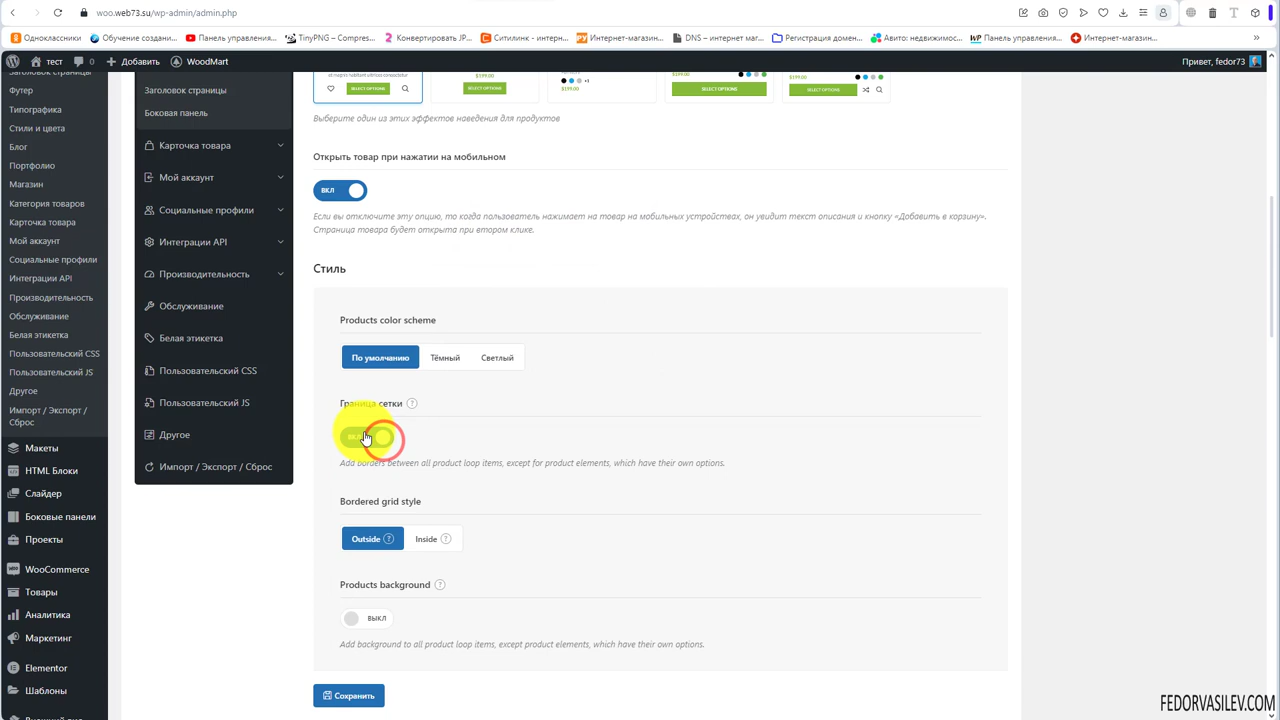 woo.web73.su/wp-admin/admin.php
Одноклассники
Обучение создани...
Панель управления...
TinyPNG – Compres...
Конвертировать JP...
Ситилинк - интерн...
Интернет-магазин...
DNS – интернет маг...
Регистрация домен...
Авито: недвижимос...
Панель управления...
Интернет-магазин...
тест
0
Добавить
WoodMart
Привет, fedor73
Заголовок страницы
Футер
Типографика
Стили и цвета
Блог
Портфолио
Магазин
Категория товаров
Карточка товара
Мой аккаунт
Социальные профили
Интеграции API
Производительность
Обслуживание
Белая этикетка
Пользовательский CSS
Пользовательский JS
Другое
Импорт / Экспорт /
Сброс
Макеты
HTML Блоки
Слайдер
Боковые панели
Проекты
WooCommerce
Товары
Аналитика
Маркетинг
Elementor
Шаблоны
Заголовок страницы
Боковая панель
Карточка товара
Мой аккаунт
Социальные профили
Интеграции API
Производительность
Обслуживание
Белая этикетка
Пользовательский CSS
Пользовательский JS
Другое
Импорт / Экспорт / Сброс
SELECT OPTIONS
$199.00
SELECT OPTIONS
+1
$199.00
$199.00
SELECT OPTIONS
$199.00
SELECT OPTIONS
Выберите один из этих эффектов наведения для продуктов
Открыть товар при нажатии на мобильном
ВКЛ
Если вы отключите эту опцию, то когда пользователь нажимает на товар на мобильных устройствах, он увидит текст описания и кнопку «Добавить в корзину».
Страница товара будет открыта при втором клике.
Стиль
Products color scheme
По умолчанию
Тёмный
Светлый
Граница сетки
Add borders between all product loop items, except for product elements, which have their own options.
Bordered grid style
Outside
Inside
Products background
ВЫКЛ
Add background to all product loop items, except product elements, which have their own options.
Сохранить
FEDORVASILEV.COM